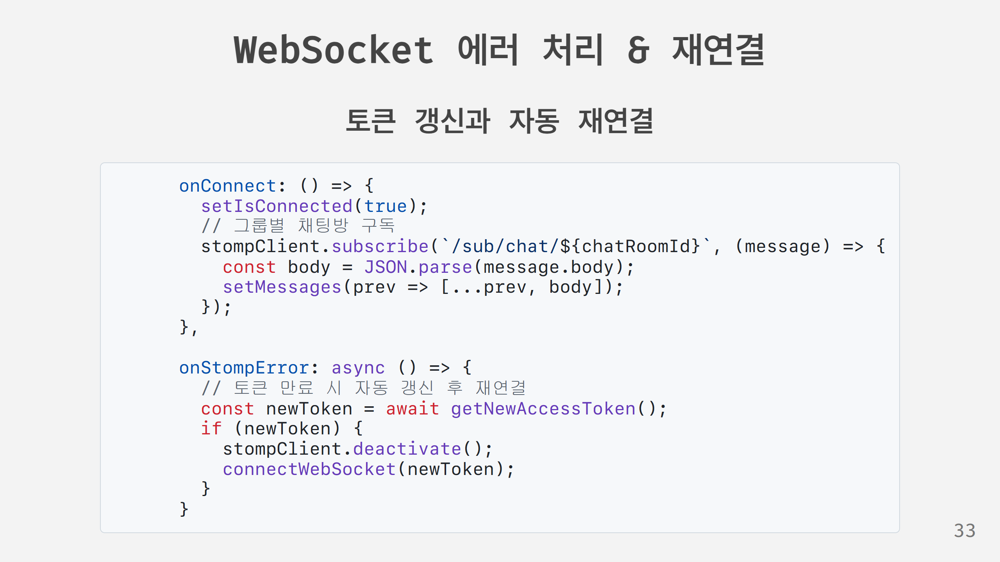 WebSocket 에러 처리 & 재연결
토큰 갱신과 자동 재연결
onConnect: () => {
  setIsConnected(true);
  // 그룹별 채팅방 구독
  stompClient.subscribe(`/sub/chat/${chatRoomId}`, (message) => {
    const body = JSON.parse(message.body);
    setMessages(prev => [...prev, body]);
  });
},

onStompError: async () => {
  // 토큰 만료 시 자동 갱신 후 재연결
  const newToken = await getNewAccessToken();
  if (newToken) {
    stompClient.deactivate();
    connectWebSocket(newToken);
  }
}
33